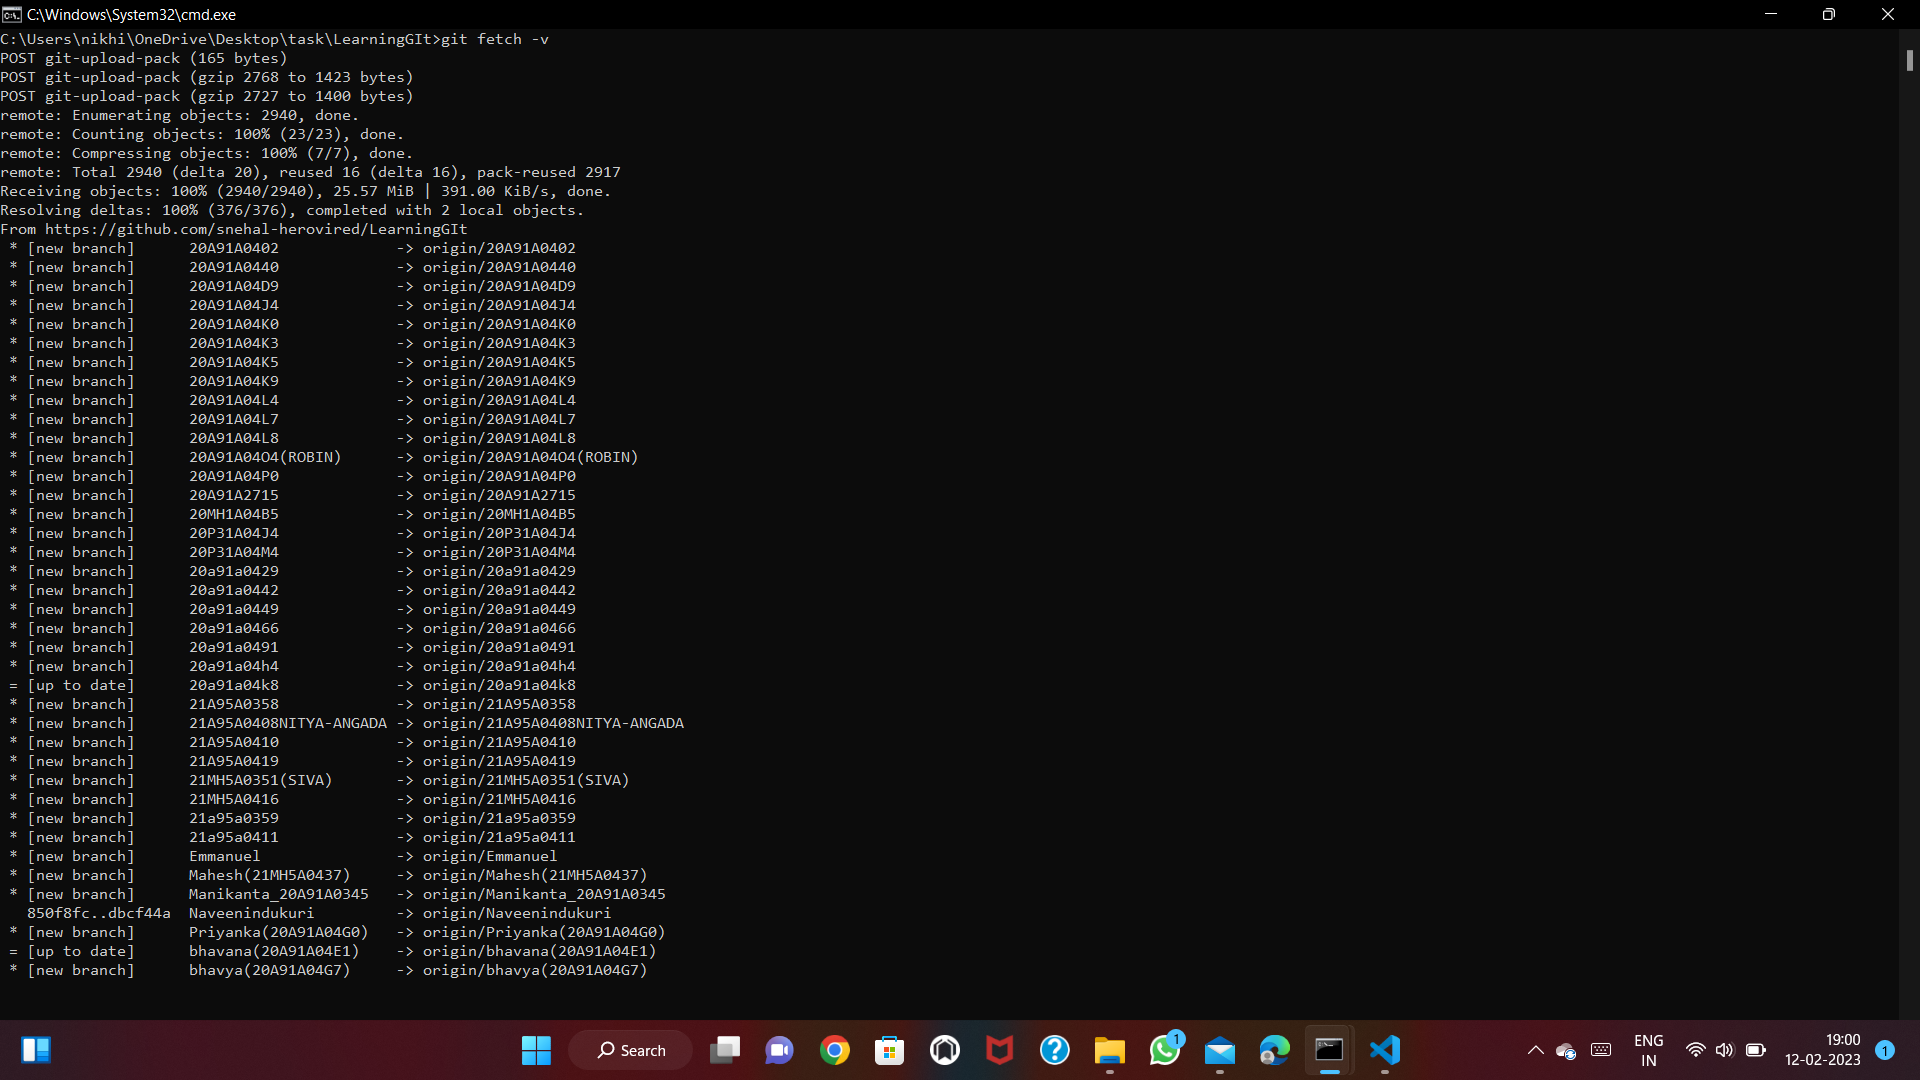 C:\Windows\System32\cmd.exe
C:\Users\nikhi\OneDrive\Desktop\task\LearningGIt>git fetch -v
POST git-upload-pack (165 bytes)
POST git-upload-pack (gzip 2768 to 1423 bytes)
POST git-upload-pack (gzip 2727 to 1400 bytes)
remote: Enumerating objects: 2940, done.
remote: Counting objects: 100% (23/23), done.
remote: Compressing objects: 100% (7/7), done.
remote: Total 2940 (delta 20), reused 16 (delta 16), pack-reused 2917
Receiving objects: 100% (2940/2940), 25.57 MiB | 391.00 KiB/s, done.
Resolving deltas: 100% (376/376), completed with 2 local objects.
From https://github.com/snehal-herovired/LearningGIt
 * [new branch]      20A91A0402             -> origin/20A91A0402
 * [new branch]      20A91A0440             -> origin/20A91A0440
 * [new branch]      20A91A04D9             -> origin/20A91A04D9
 * [new branch]      20A91A04J4             -> origin/20A91A04J4
 * [new branch]      20A91A04K0             -> origin/20A91A04K0
 * [new branch]      20A91A04K3             -> origin/20A91A04K3
 * [new branch]      20A91A04K5             -> origin/20A91A04K5
 * [new branch]      20A91A04K9             -> origin/20A91A04K9
 * [new branch]      20A91A04L4             -> origin/20A91A04L4
 * [new branch]      20A91A04L7             -> origin/20A91A04L7
 * [new branch]      20A91A04L8             -> origin/20A91A04L8
 * [new branch]      20A91A04O4(ROBIN)      -> origin/20A91A04O4(ROBIN)
 * [new branch]      20A91A04P0             -> origin/20A91A04P0
 * [new branch]      20A91A2715             -> origin/20A91A2715
 * [new branch]      20MH1A04B5             -> origin/20MH1A04B5
 * [new branch]      20P31A04J4             -> origin/20P31A04J4
 * [new branch]      20P31A04M4             -> origin/20P31A04M4
 * [new branch]      20a91a0429             -> origin/20a91a0429
 * [new branch]      20a91a0442             -> origin/20a91a0442
 * [new branch]      20a91a0449             -> origin/20a91a0449
 * [new branch]      20a91a0466             -> origin/20a91a0466
 * [new branch]      20a91a0491             -> origin/20a91a0491
 * [new branch]      20a91a04h4             -> origin/20a91a04h4
 = [up to date]      20a91a04k8             -> origin/20a91a04k8
 * [new branch]      21A95A0358             -> origin/21A95A0358
 * [new branch]      21A95A0408NITYA-ANGADA -> origin/21A95A0408NITYA-ANGADA
 * [new branch]      21A95A0410             -> origin/21A95A0410
 * [new branch]      21A95A0419             -> origin/21A95A0419
 * [new branch]      21MH5A0351(SIVA)       -> origin/21MH5A0351(SIVA)
 * [new branch]      21MH5A0416             -> origin/21MH5A0416
 * [new branch]      21a95a0359             -> origin/21a95a0359
 * [new branch]      21a95a0411             -> origin/21a95a0411
 * [new branch]      Emmanuel               -> origin/Emmanuel
 * [new branch]      Mahesh(21MH5A0437)     -> origin/Mahesh(21MH5A0437)
 * [new branch]      Manikanta_20A91A0345   -> origin/Manikanta_20A91A0345
   850f8fc..dbcf44a  Naveenindukuri         -> origin/Naveenindukuri
 * [new branch]      Priyanka(20A91A04G0)   -> origin/Priyanka(20A91A04G0)
 = [up to date]      bhavana(20A91A04E1)    -> origin/bhavana(20A91A04E1)
 * [new branch]      bhavya(20A91A04G7)     -> origin/bhavya(20A91A04G7)
Search
1
ENG
IN
19:00
12-02-2023
1